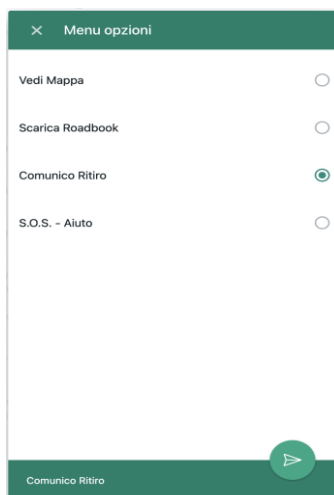 Menu opzioni
Vedi Mappa
Scarica Roadbook
Comunico Ritiro
S.O.S. - Aiuto
Comunico Ritiro